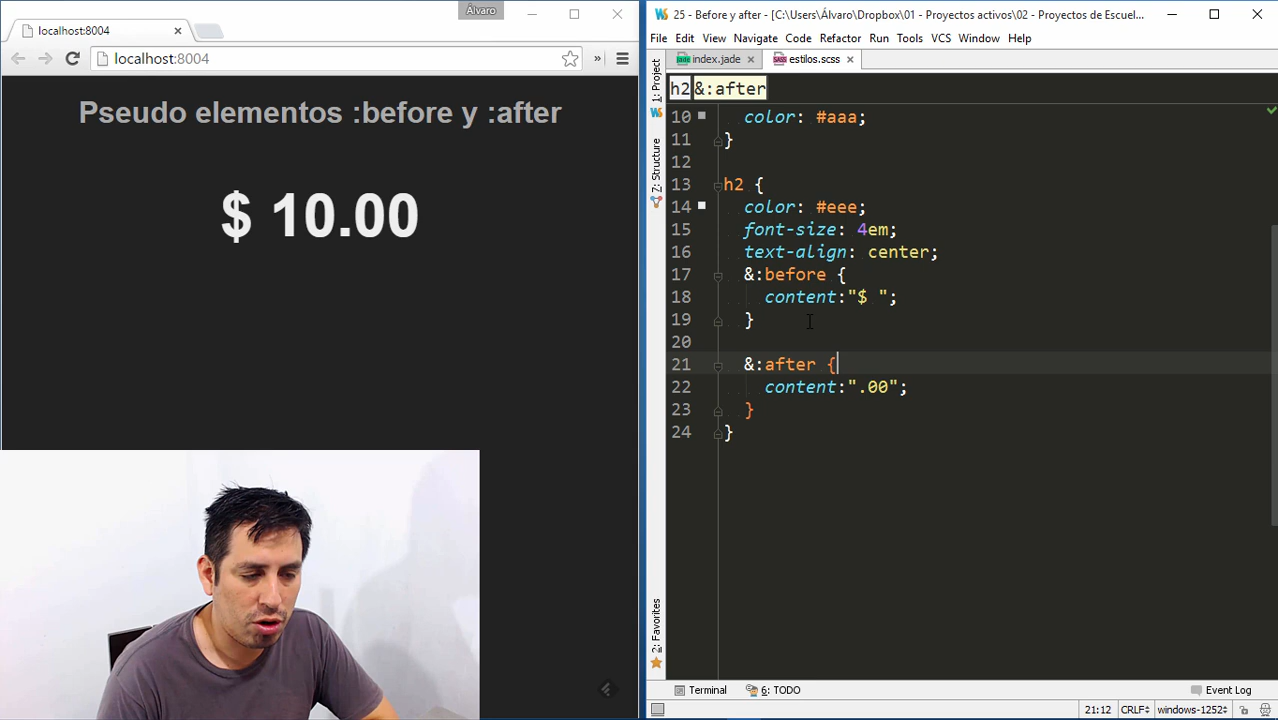 Álvaro
localhost:8004
localhost:8004
Pseudo elementos :before y :after
$ 10.00
25 - Before y after - [C:\Users\Álvaro\Dropbox\01 - Proyectos activos\02 - Proyectos de Escuel...
File Edit View Navigate Code Refactor Run Tools VCS Window Help
index.jade estilos.scss
h2 &:after
1: Project
Z: Structure
2: Favorites
10 color: #aaa;
11 }
12
13 h2 {
14 color: #eee;
15 font-size: 4em;
16 text-align: center;
17 &:before {
18 content:"$ ";
19 }
20
21 &:after {
22 content:".00";
23 }
24 }
Terminal 6: TODO Event Log
21:12 CRLF windows-1252